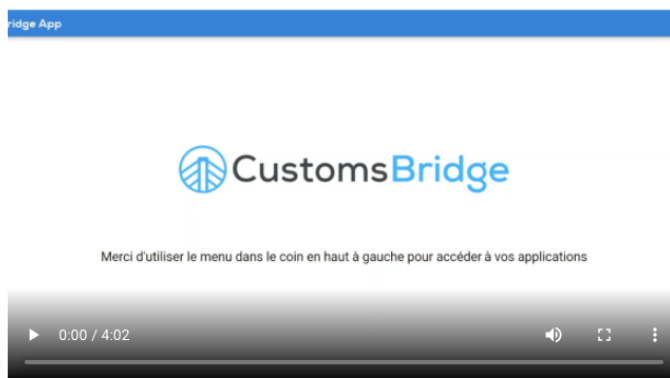 ridge App
CustomsBridge
Merci d'utiliser le menu dans le coin en haut à gauche pour accéder à vos applications
0:00 / 4:02